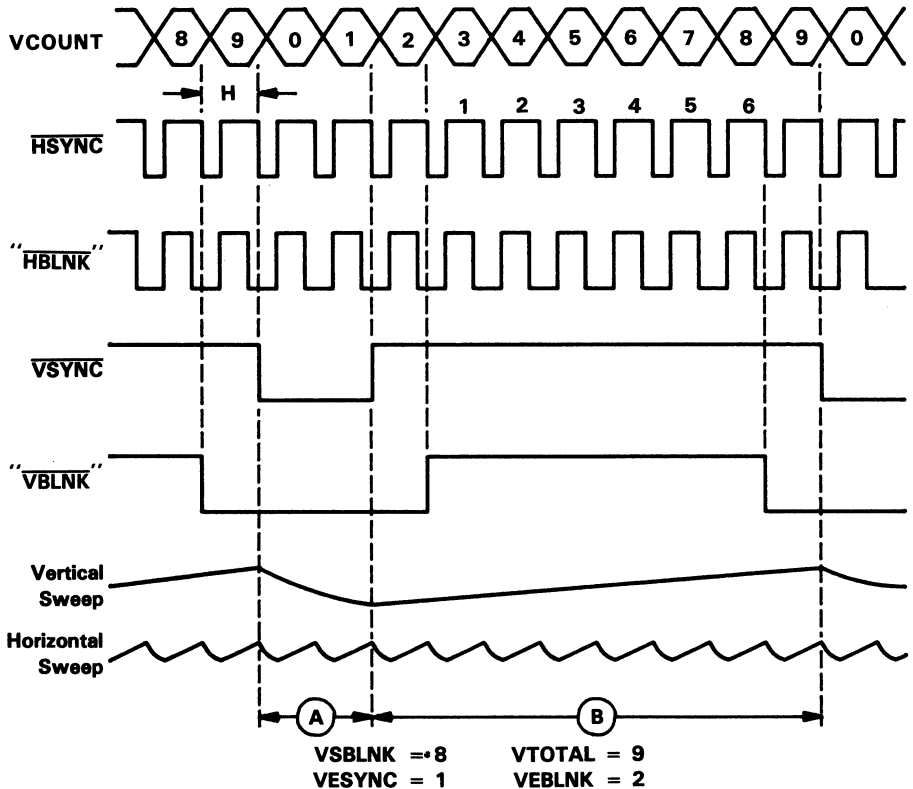 VCOUNT 8 9 0 1 2 3 4 5 6 7 8 9 0
H
1 2 3 4 5 6
HSYNC
"HBLNK"
VSYNC
"VBLNK"
Vertical
Sweep
Horizontal
Sweep
A B
VSBLNK = 8 VTOTAL = 9
VESYNC = 1 VEBLNK = 2